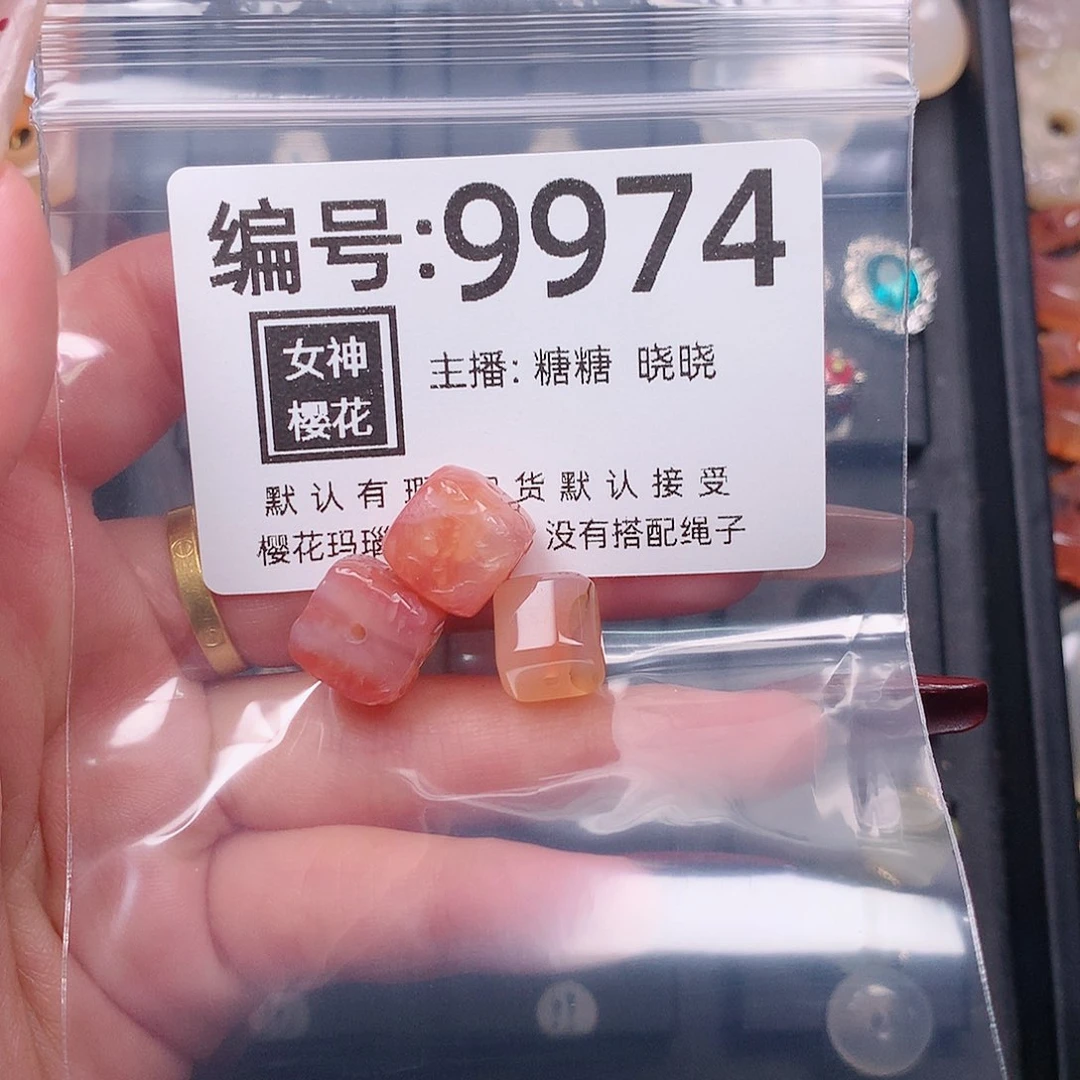 编号:9974
女神
樱花
主播: 糖糖 晓晓
默认有 货默认接受
樱花玛瑙 没有搭配绳子